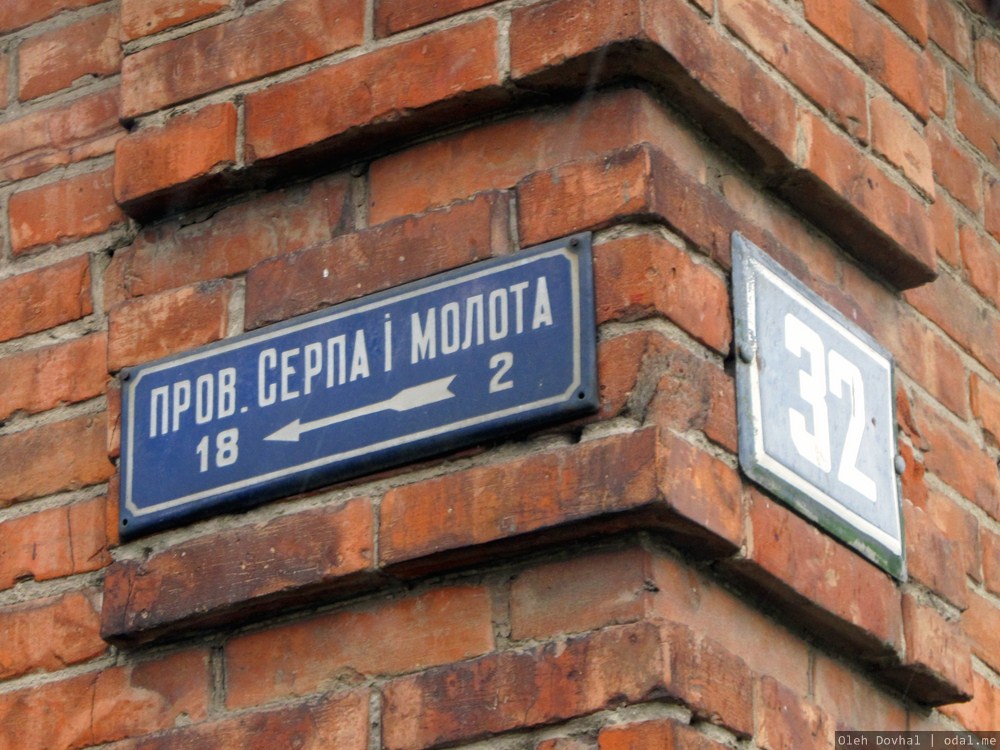 ПРОВ. СЕРПА І МОЛОТА
18 2
32
Oleh Dovhal | odal.me